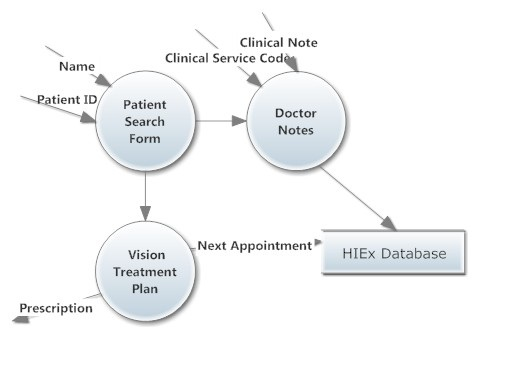 Clinical Note
Clinical Service Code
Name
Patient ID
Patient
Search
Form
Doctor
Notes
Vision
Treatment
Plan
Next Appointment
HIEx Database
Prescription